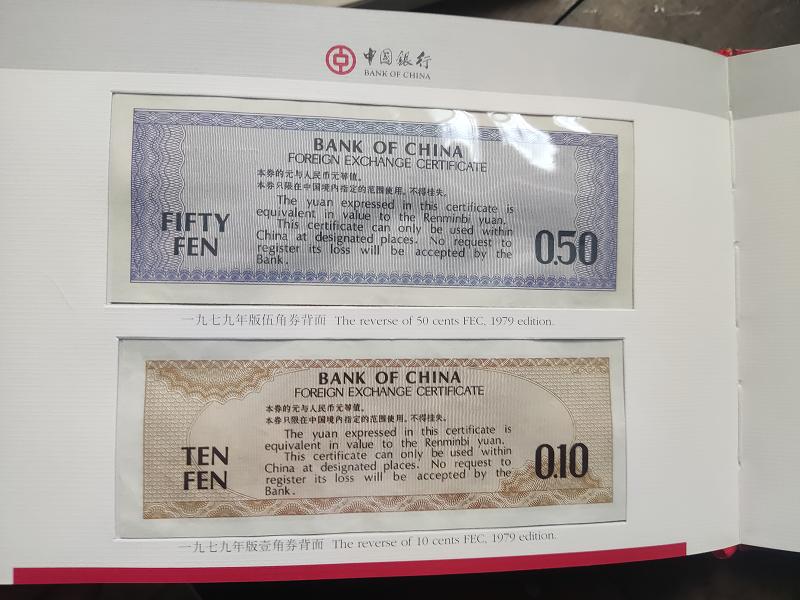 中国银行
BANK OF CHINA
BANK OF CHINA
FOREIGN EXCHANGE CERTIFICATE
本券的元与人民币元等值。
本券只限在中国境内指定的范围使用。不得挂失。
The yuan expressed in this certificate is
equivalent in value to the Renminbi yuan.
This certificate can only be used within
China at designated places. No request to
register its loss will be accepted by the
Bank.
FIFTY
FEN
0.50
一九七九年版伍角券背面 The reverse of 50 cents FEC, 1979 edition.
BANK OF CHINA
FOREIGN EXCHANGE CERTIFICATE
本券的元与人民币元等值。
本券只限在中国境内指定的范围使用。不得挂失。
The yuan expressed in this certificate is
equivalent in value to the Renminbi yuan.
This certificate can only be used within
China at designated places. No request to
register its loss will be accepted by the
Bank.
TEN
FEN
0.10
一九七九年版壹角券背面 The reverse of 10 cents FEC, 1979 edition.